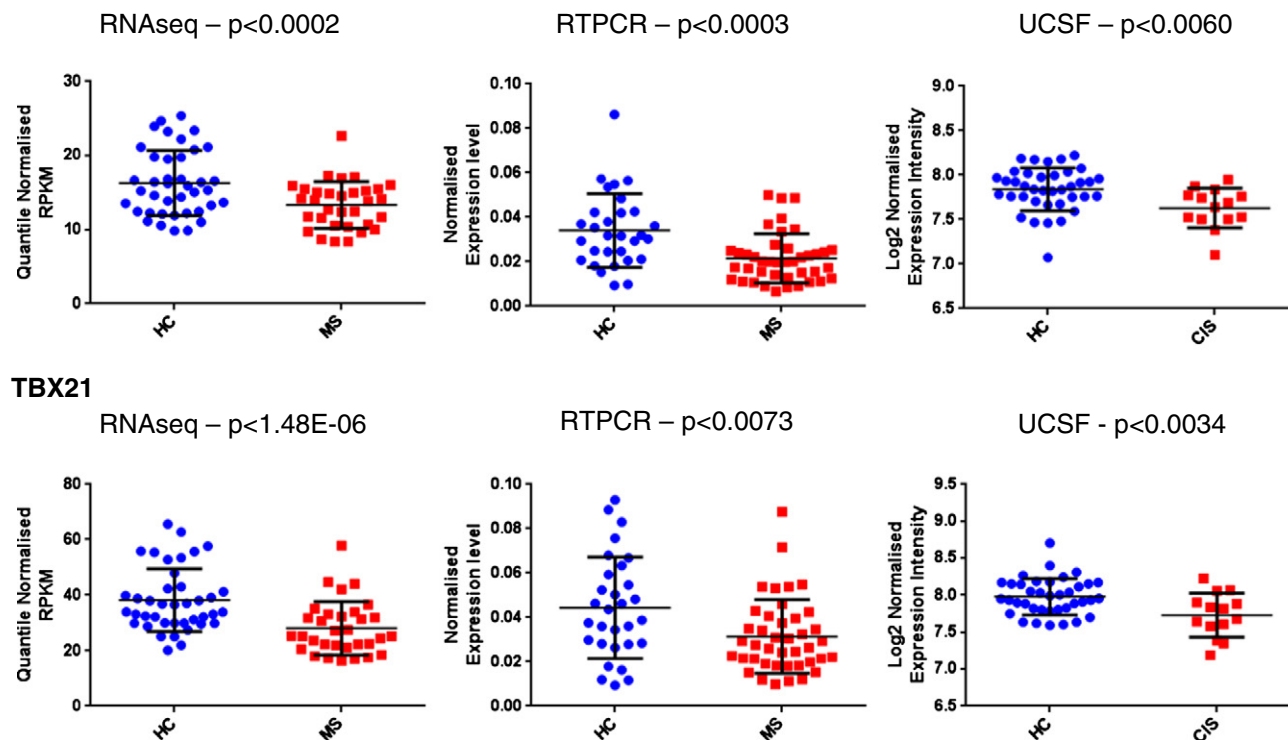 RNAseq – p<0.0002
RTPCR – p<0.0003
UCSF – p<0.0060
Quantile Normalised
RPKM
30
20
10
0
HC
MS
Normalised
Expression level
0.10
0.08
0.06
0.04
0.02
0.00
HC
MS
Log2 Normalised
Expression Intensity
9.0
8.5
8.0
7.5
7.0
6.5
HC
CIS
TBX21
RNAseq – p<1.48E-06
RTPCR – p<0.0073
UCSF - p<0.0034
Quantile Normalised
RPKM
80
60
40
20
0
HC
MS
Normalised
Expression level
0.10
0.08
0.06
0.04
0.02
0.00
HC
MS
Log2 Normalised
Expression Intensity
9.5
9.0
8.5
8.0
7.5
7.0
6.5
HC
CIS